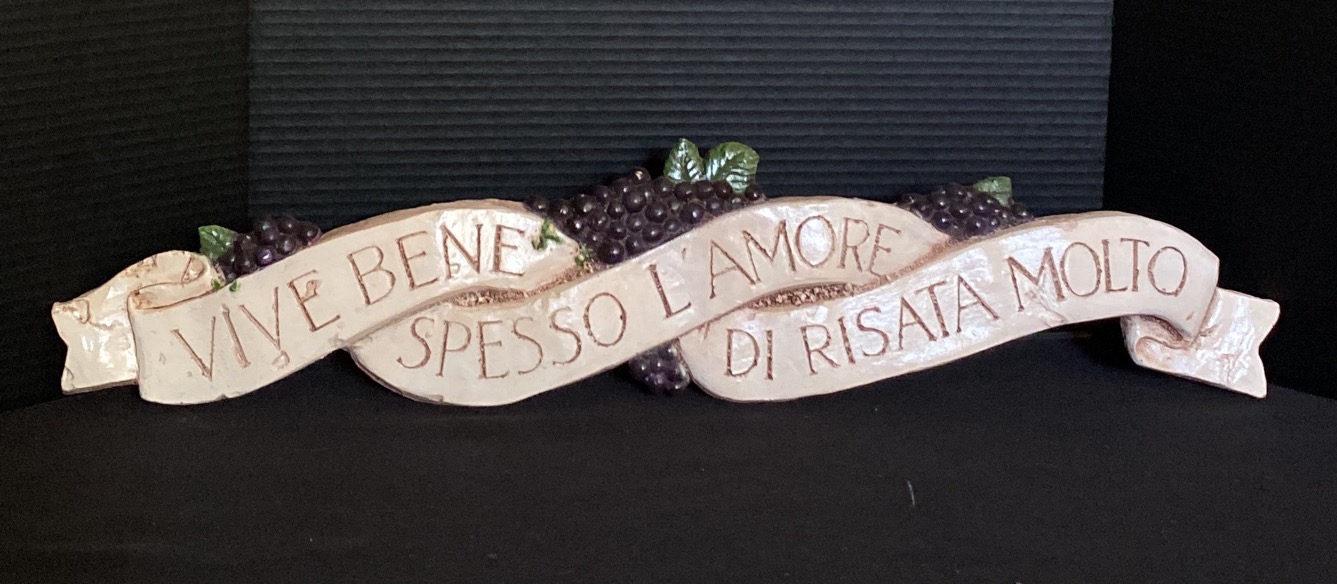 VIVE BENE
SPESSO L'AMORE
DI RISATA MOLTO